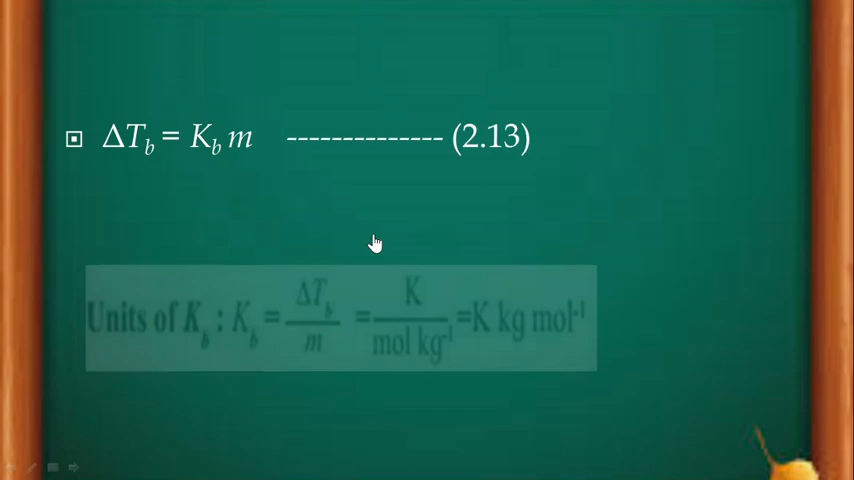 ΔT_b = K_b m -------------- (2.13)
Units of K_b : K_b = ΔT_b / m = K / mol kg⁻¹ = K kg mol⁻¹